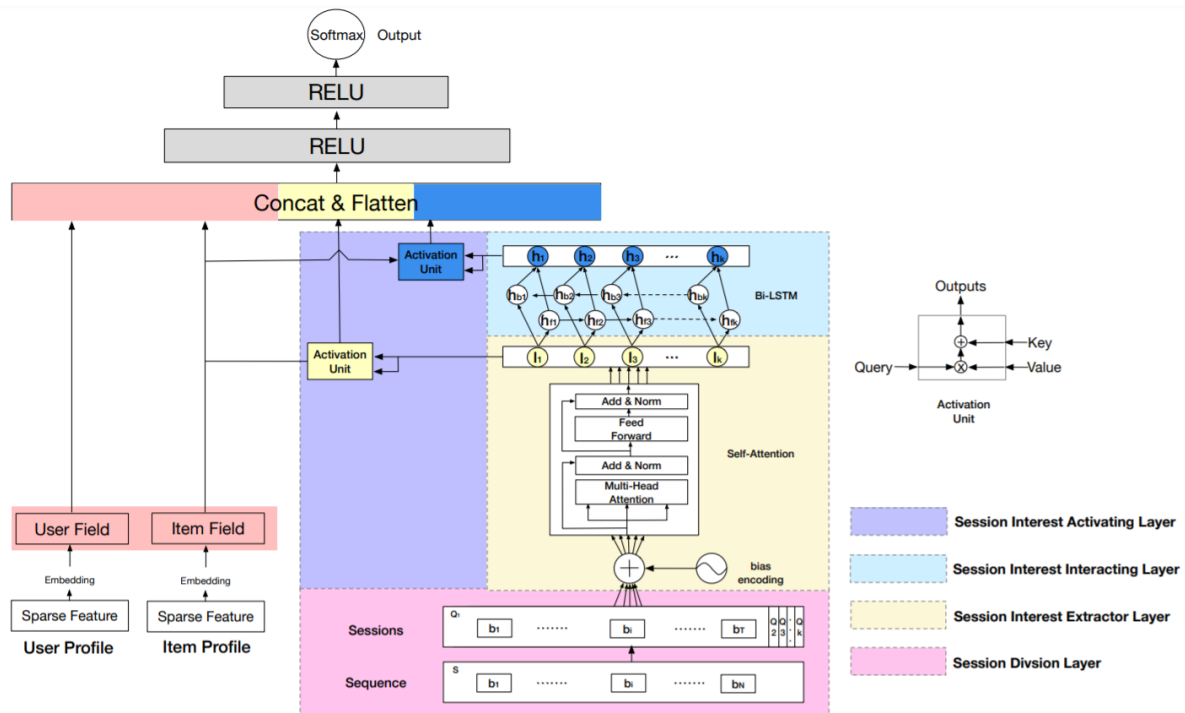 Softmax
Output
RELU
RELU
Concat & Flatten
Activation
Unit
h1 h2 h3 ... hk
hb1 hb2 hb3 hbk
Bi-LSTM
hf1 hf2 hf3 hfk
Activation
Unit
I1 I2 I3 ... Ik
Add & Norm
Feed
Forward
Add & Norm
Multi-Head
Attention
Self-Attention
bias
encoding
User Field
Item Field
Embedding
Embedding
Sparse Feature
Sparse Feature
User Profile
Item Profile
Sessions
Q1
b1 ....... bi ....... bT
Q2 Q3 ... Qk
Sequence
S
b1 ....... bi ....... bN
Outputs
Key
Query
Value
Activation
Unit
Session Interest Activating Layer
Session Interest Interacting Layer
Session Interest Extractor Layer
Session Divsion Layer